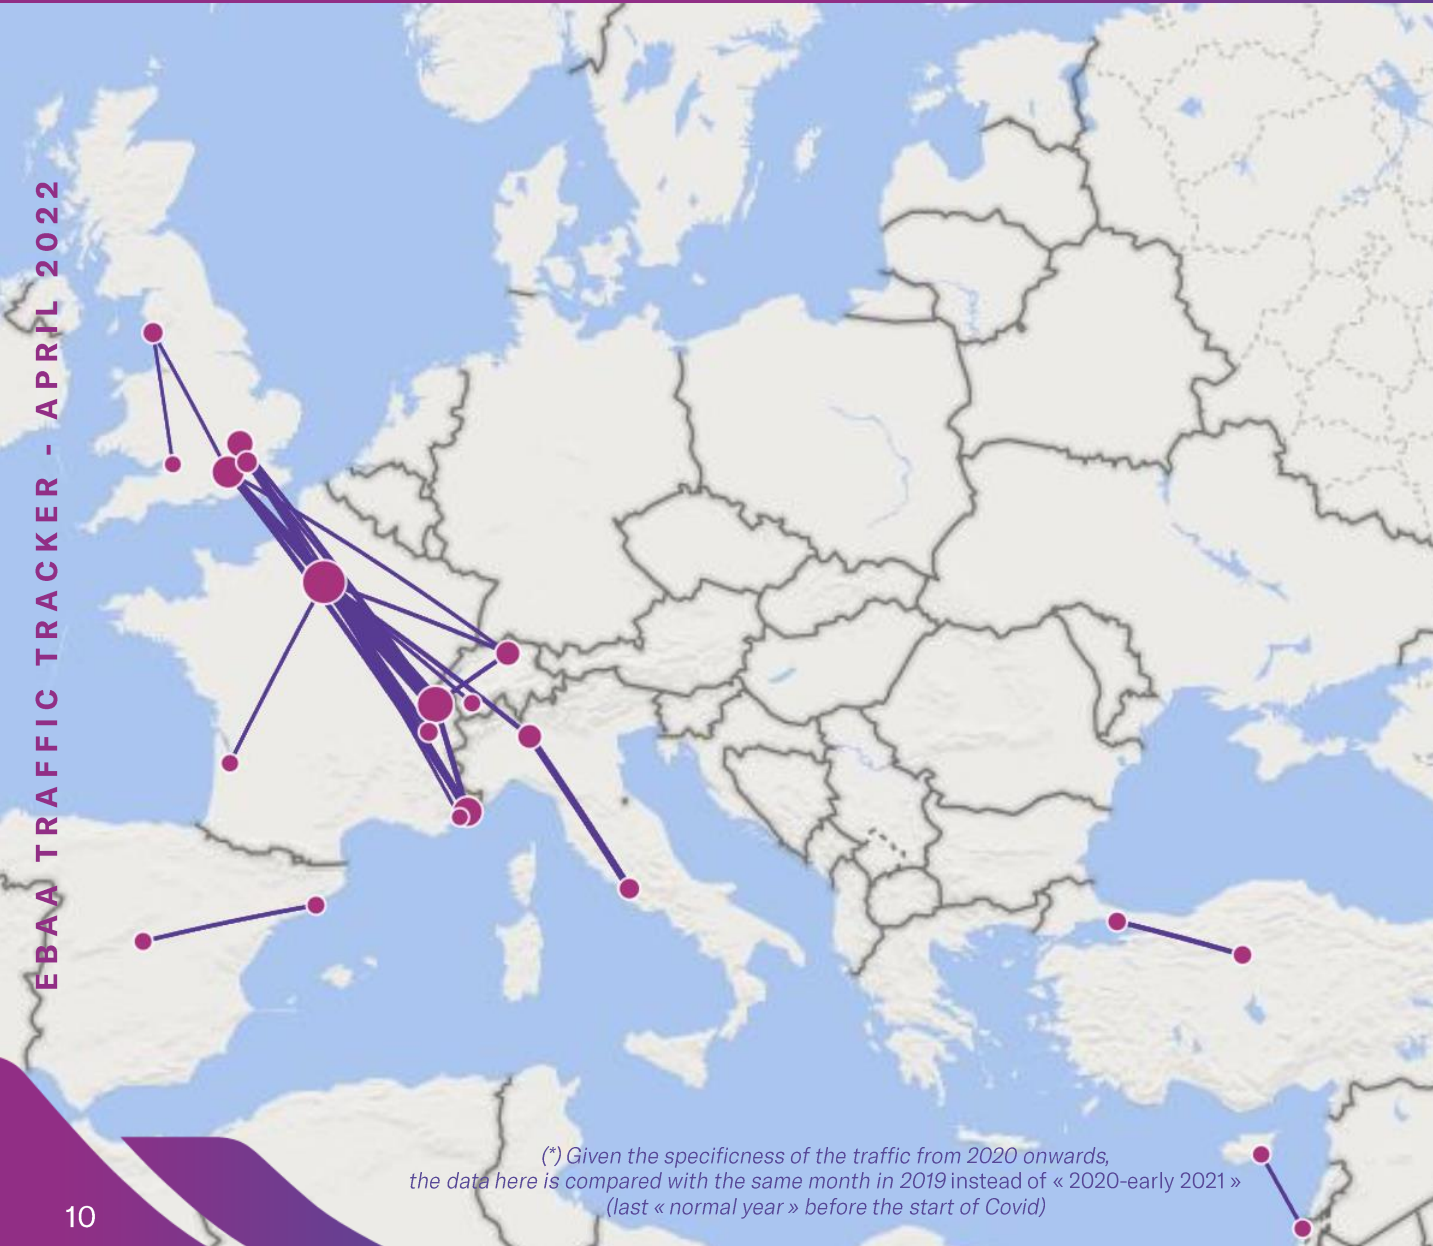 EBAA TRAFFIC TRACKER - APRIL 2022
(*) Given the specificness of the traffic from 2020 onwards,
the data here is compared with the same month in 2019 instead of « 2020-early 2021 »
(last « normal year » before the start of Covid)
10